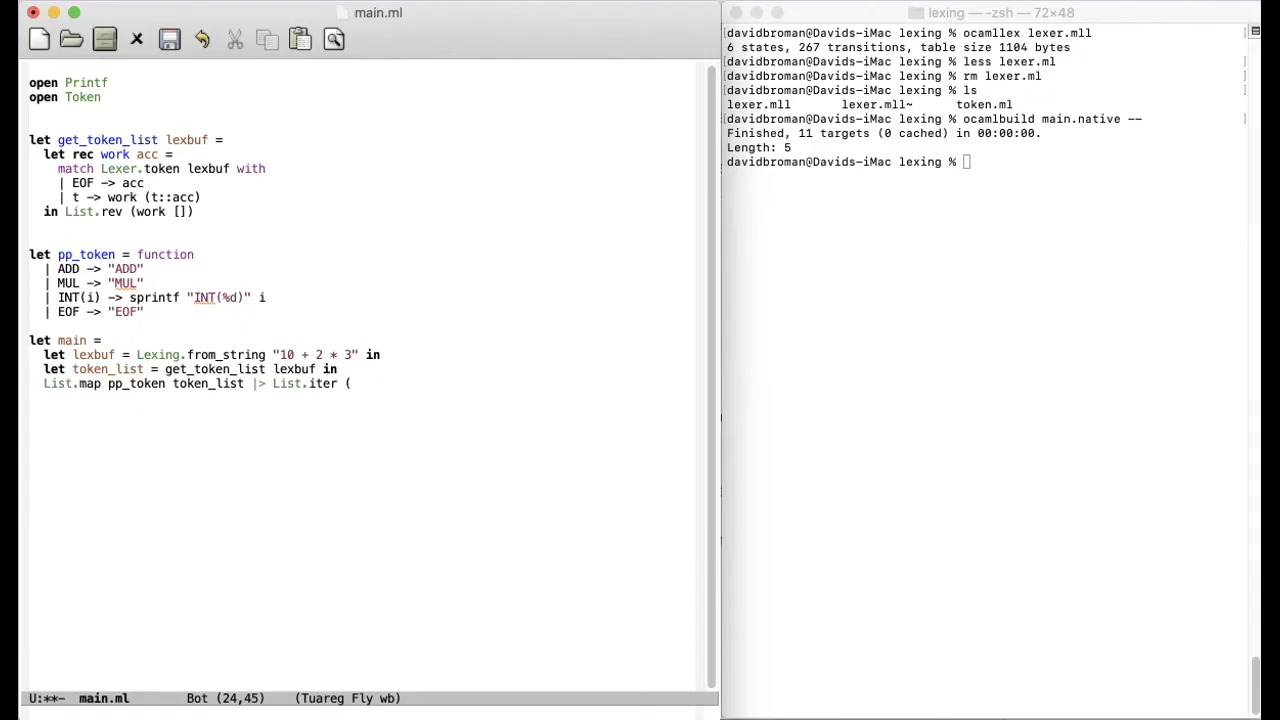 main.ml
open Printf
open Token
let get_token_list lexbuf =
  let rec work acc =
    match Lexer.token lexbuf with
    | EOF -> acc
    | t -> work (t::acc)
  in List.rev (work [])
let pp_token = function
  | ADD -> "ADD"
  | MUL -> "MUL"
  | INT(i) -> sprintf "INT(%d)" i
  | EOF -> "EOF"
let main =
  let lexbuf = Lexing.from_string "10 + 2 * 3" in
  let token_list = get_token_list lexbuf in
  List.map pp_token token_list |> List.iter (
U:**-  main.ml        Bot (24,45)    (Tuareg Fly wb)
lexing — -zsh — 72×48
[davidbroman@Davids-iMac lexing % ocamllex lexer.mll ]
6 states, 267 transitions, table size 1104 bytes
[davidbroman@Davids-iMac lexing % less lexer.ml ]
[davidbroman@Davids-iMac lexing % rm lexer.ml ]
[davidbroman@Davids-iMac lexing % ls ]
lexer.mll       lexer.mll~      token.ml
[davidbroman@Davids-iMac lexing % ocamlbuild main.native -- ]
Finished, 11 targets (0 cached) in 00:00:00.
Length: 5
davidbroman@Davids-iMac lexing %